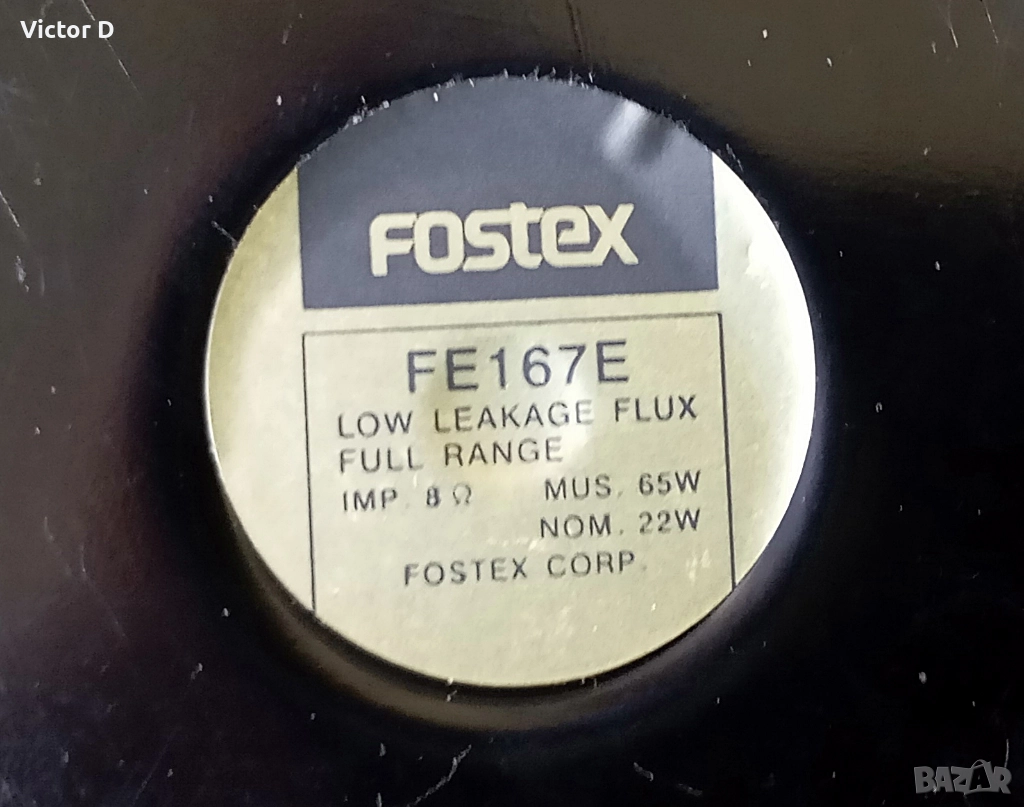 Victor D
FOSTEX
FE167E
LOW LEAKAGE FLUX
FULL RANGE
IMP. 8 Ω MUS. 65W
NOM. 22W
FOSTEX CORP.
BAZAR